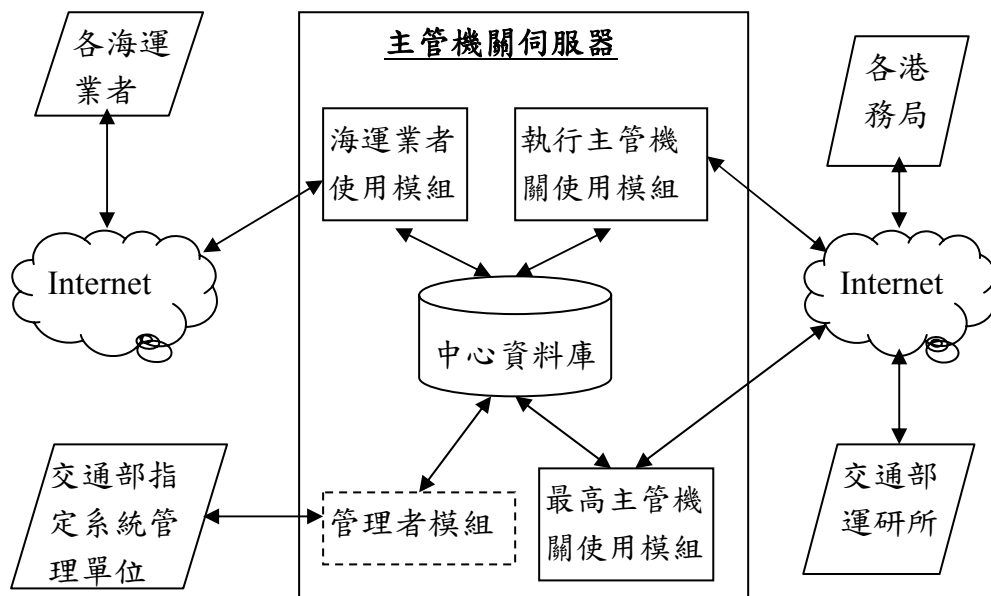 主管機關伺服器
各海運
業者
各港
務局
海運業者
使用模組
執行主管機
關使用模組
Internet
Internet
中心資料庫
交通部指
定系統管
理單位
管理者模組
最高主管機
關使用模組
交通部
運研所